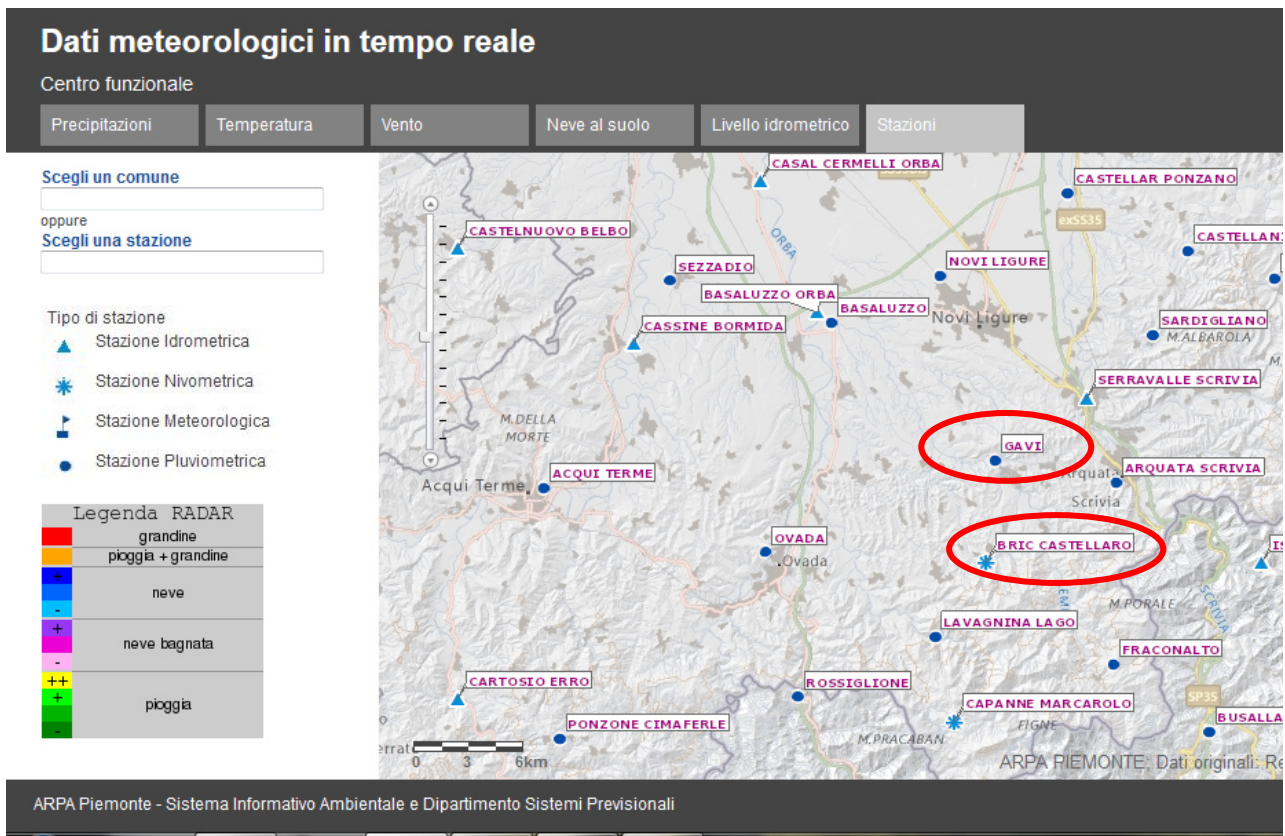 Dati meteorologici in tempo reale
Centro funzionale
Precipitazioni
Temperatura
Vento
Neve al suolo
Livello idrometrico
Stazioni
Scegli un comune
oppure
Scegli una stazione
Tipo di stazione
Stazione Idrometrica
Stazione Nivometrica
Stazione Meteorologica
Stazione Pluviometrica
Legenda RADAR
grandine
pioggia + grandine
+
neve
-
+
neve bagnata
-
++
+
pioggia
-
CASAL CERMELLI ORBA
CASTELLAR PONZANO
exSS35
CASTELNUOVO BELBO
ORBA
CASTELLAN
SEZZADIO
NOVI LIGURE
BASALUZZO ORBA
BASALUZZO
Novi Ligure
CASSINE BORMIDA
SARDIGLIANO
M.ALBAROLA
M.
SERRAVALLE SCRIVIA
M.DELLA
MORTE
GAVI
Acqui Terme
ACQUI TERME
Arquata
Scrivia
ARQUATA SCRIVIA
OVADA
Ovada
BRIC CASTELLARO
IS
EM
M.PORALE
SCRIVIA
LAVAGNINA LAGO
FRACONALTO
CARTOSIO ERRO
ROSSIGLIONE
CAPANNE MARCAROLO
FIGNE
SP35
PONZONE CIMAFERLE
M.PRACABAN
BUSALLA
errat
0 3 6km
ARPA PIEMONTE; Dati originali: Re
ARPA Piemonte - Sistema Informativo Ambientale e Dipartimento Sistemi Previsionali